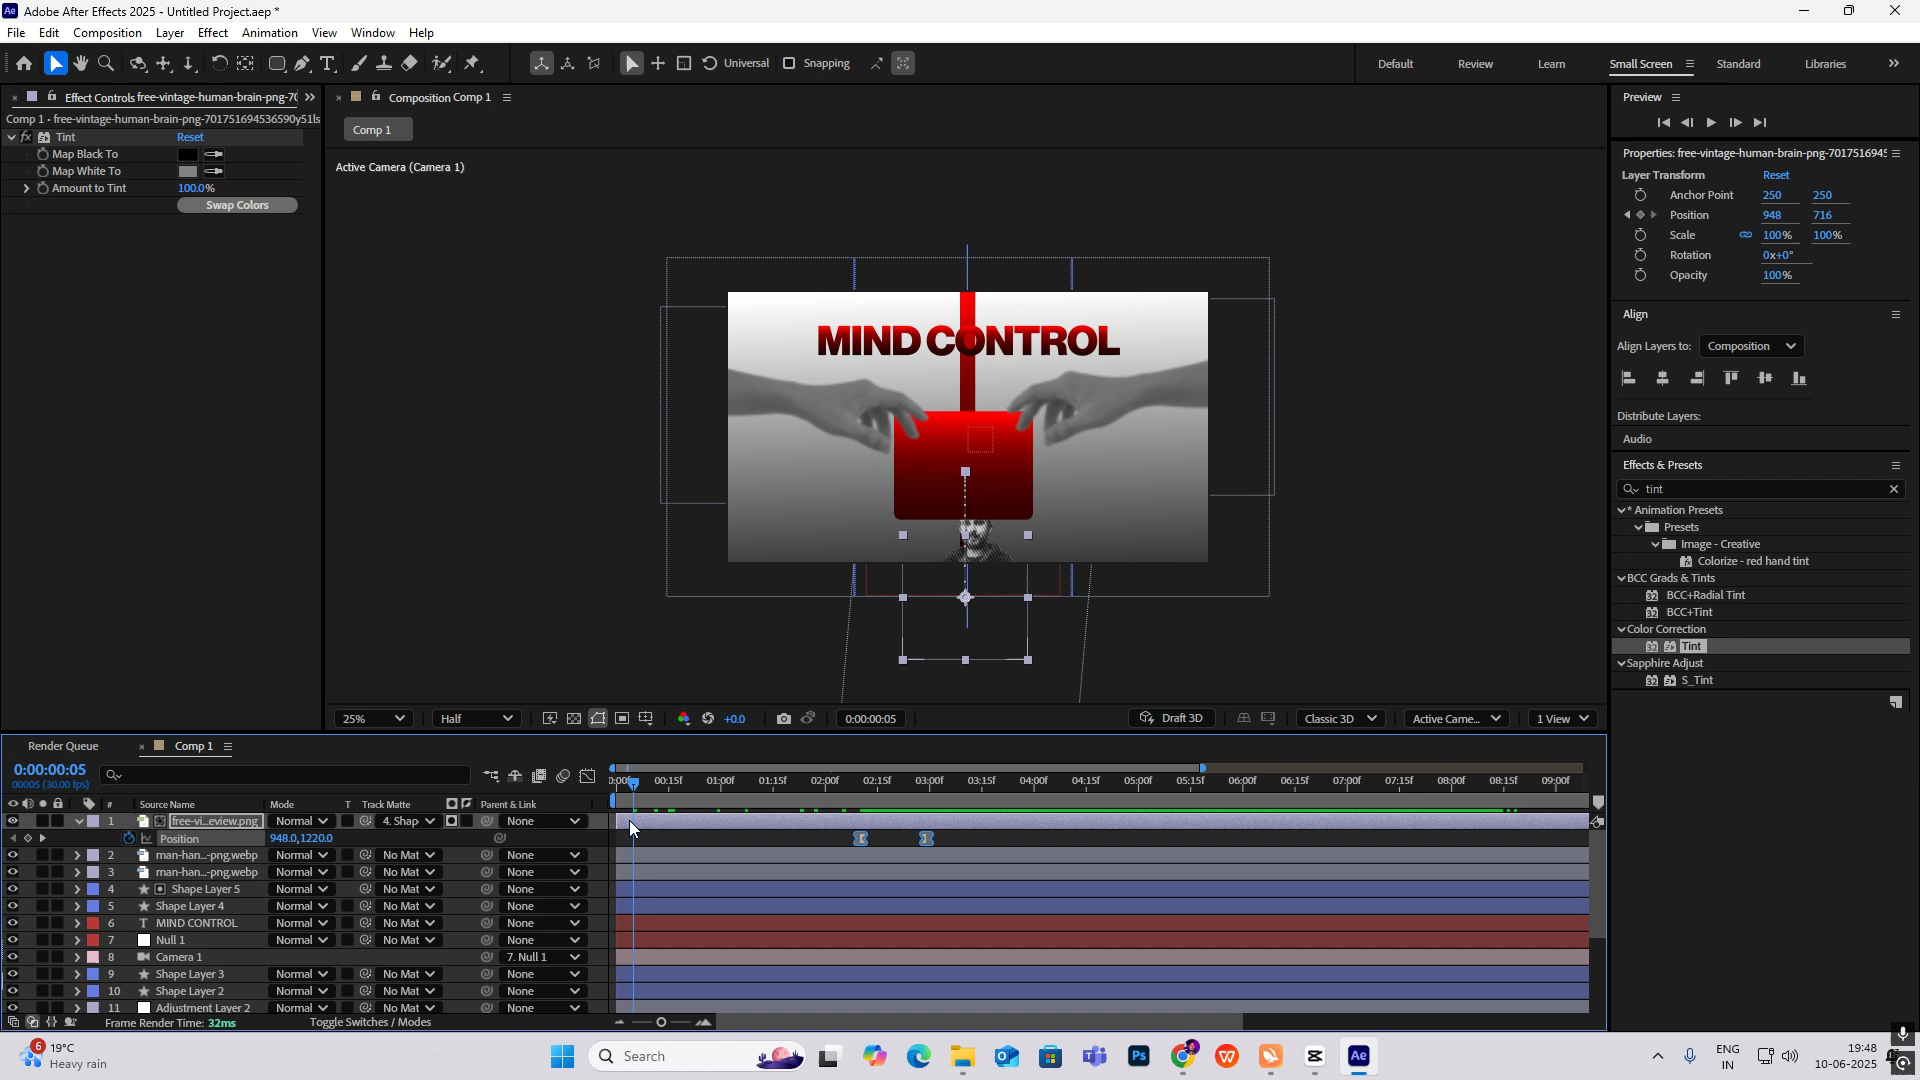 Adobe After Effects 2025 - Untitled Project.aep *
File Edit Composition Layer Effect Animation View Window Help
Universal Snapping Default Review Learn Small Screen Standard Libraries
Effect Controls free-vintage-human-brain-png-70
Comp 1 - free-vintage-human-brain-png-701751694536590y51ls
fx Tint Reset
Map Black To
Map White To
Amount to Tint 100.0%
Swap Colors
Composition Comp 1
Comp 1
Active Camera (Camera 1)
MIND CONTROL
25% Half +0.0 0:00:00:05 Draft 3D Classic 3D Active Came... 1 View
Preview
Properties: free-vintage-human-brain-png-701751694
Layer Transform Reset
Anchor Point 250 250
Position 948 716
Scale 100% 100%
Rotation 0x+0°
Opacity 100%
Align
Align Layers to: Composition
Distribute Layers:
Audio
Effects & Presets
tint
* Animation Presets
Presets
Image - Creative
Colorize - red hand tint
BCC Grads & Tints
BCC+Radial Tint
BCC+Tint
Color Correction
Tint
Sapphire Adjust
S_Tint
Render Queue Comp 1
0:00:00:05
00005 (30.00 fps)
00:15f 01:00f 01:15f 02:00f 02:15f 03:00f 03:15f 04:00f 04:15f 05:00f 05:15f 06:00f 06:15f 07:00f 07:15f 08:00f 08:15f 09:00f
# Source Name Mode T Track Matte Parent & Link
1 free-vi...eview.png Normal 4. Shap None
Position 948.0,1220.0
2 man-han...-png.webp Normal No Mat None
3 man-han...-png.webp Normal No Mat None
4 Shape Layer 5 Normal No Mat None
5 Shape Layer 4 Normal No Mat None
6 T MIND CONTROL Normal No Mat None
7 Null 1 Normal No Mat None
8 Camera 1 7. Null 1
9 Shape Layer 3 Normal No Mat None
10 Shape Layer 2 Normal No Mat None
11 Adjustment Layer 2 Normal No Mat None
Frame Render Time: 32ms Toggle Switches / Modes
6 19°C
Heavy rain
Search
Ps
Ae
ENG
IN
19:48
10-06-2025